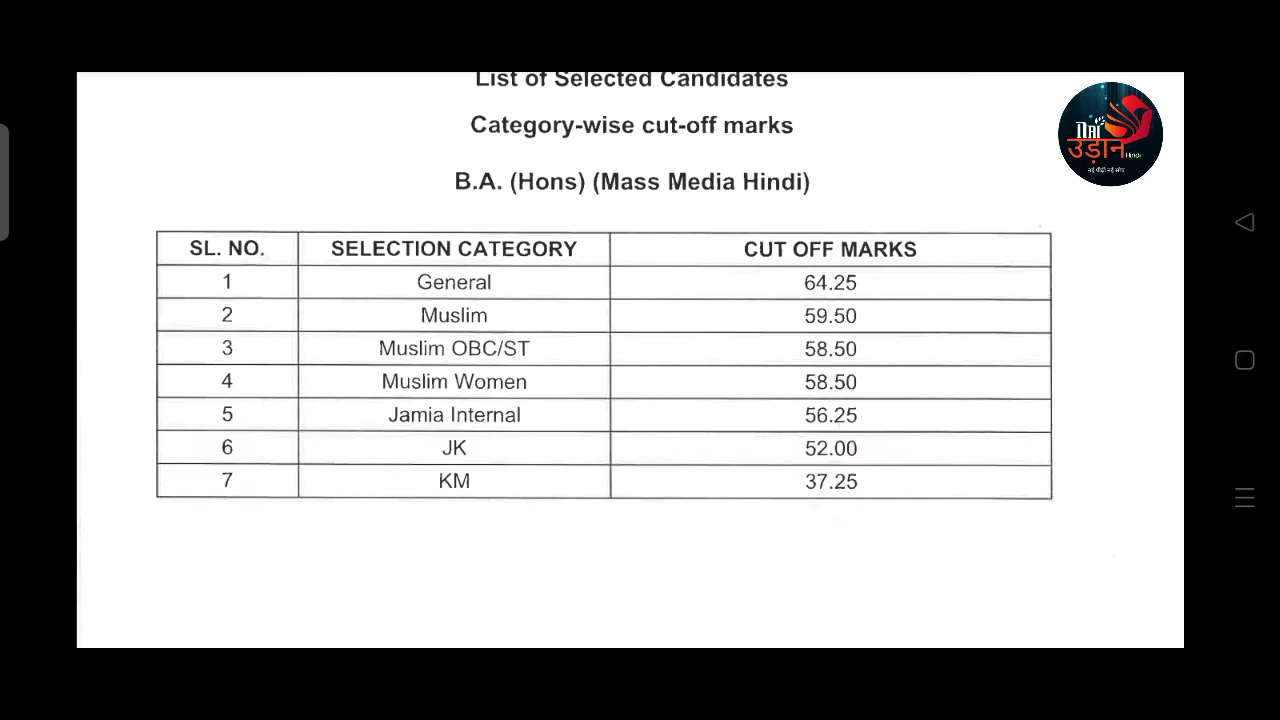 List of Selected Candidates
Category-wise cut-off marks
NAI
उड़ान
Hindi
नई पीढ़ी नई सोच
B.A. (Hons) (Mass Media Hindi)
SL. NO. SELECTION CATEGORY CUT OFF MARKS
1 General 64.25
2 Muslim 59.50
3 Muslim OBC/ST 58.50
4 Muslim Women 58.50
5 Jamia Internal 56.25
6 JK 52.00
7 KM 37.25